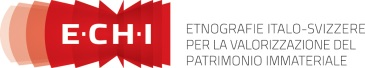 E·CH·I
ETNOGRAFIE ITALO-SVIZZERE
PER LA VALORIZZAZIONE DEL
PATRIMONIO IMMATERIALE